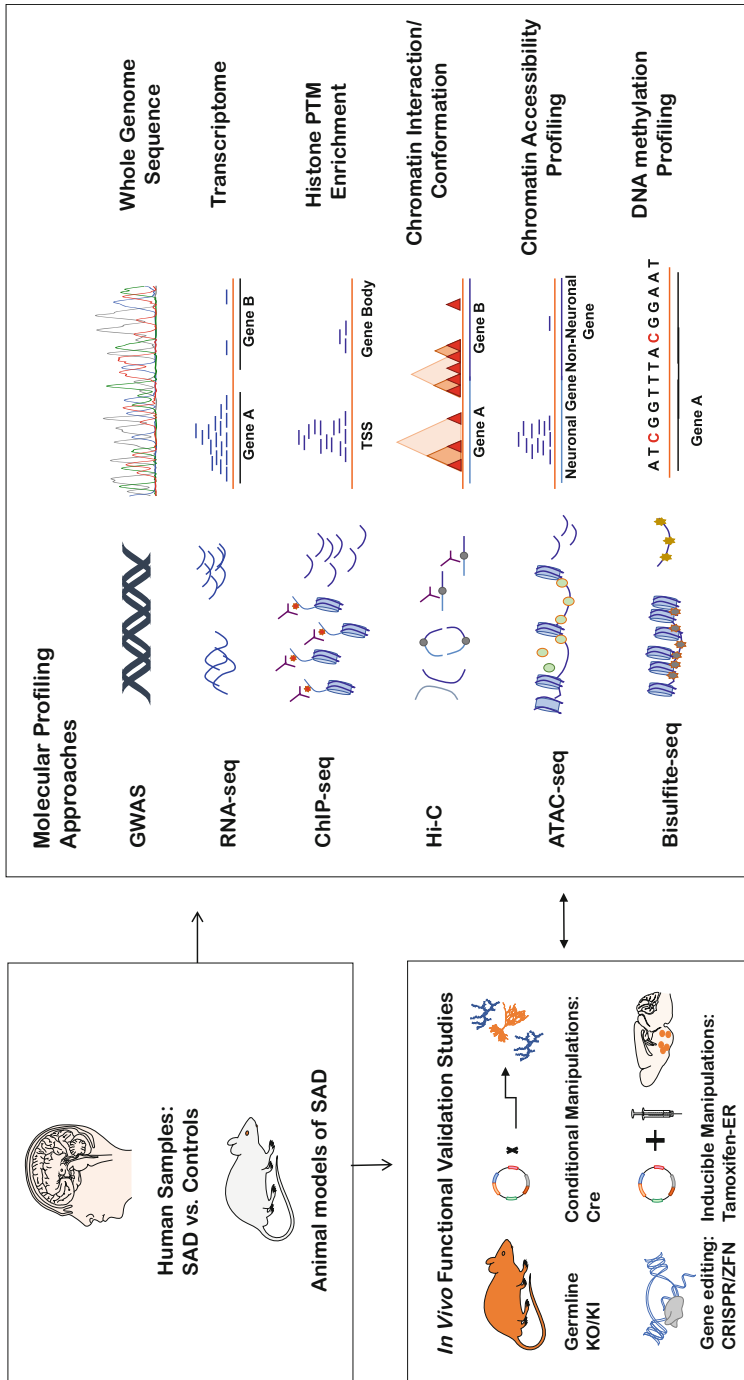 Human Samples:
SAD vs. Controls
Animal models of SAD
In Vivo Functional Validation Studies
Germline
KO/KI
Conditional Manipulations:
Cre
Gene editing:
CRISPR/ZFN
Inducible Manipulations:
Tamoxifen-ER
Molecular Profiling
Approaches
GWAS
Whole Genome
Sequence
RNA-seq
Gene A
Gene B
Transcriptome
ChIP-seq
TSS
Gene Body
Histone PTM
Enrichment
Hi-C
Gene A
Gene B
Chromatin Interaction/
Conformation
ATAC-seq
Neuronal Gene Non-Neuronal
Gene
Chromatin Accessibility
Profiling
Bisulfite-seq
A T C G G T T T A C G G A A T
Gene A
DNA methylation
Profiling